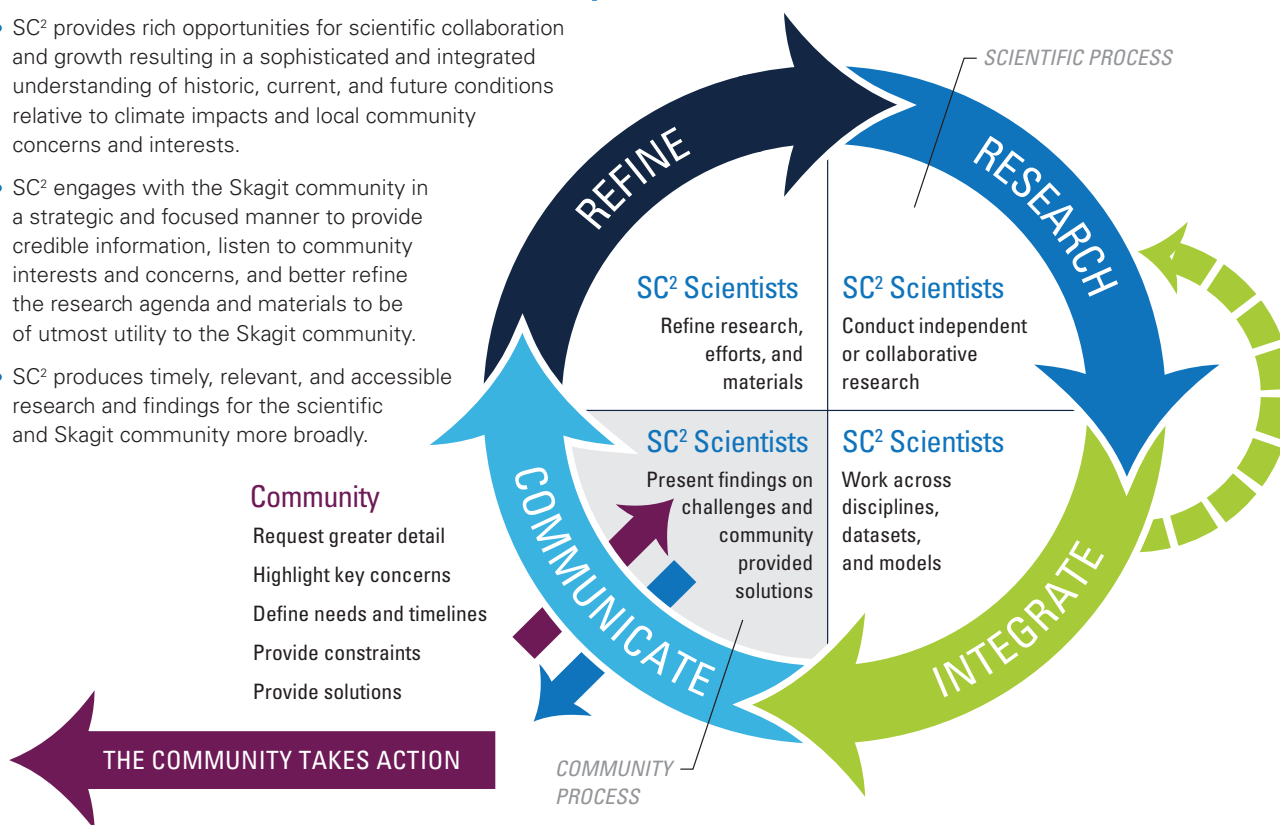 • SC² provides rich opportunities for scientific collaboration
and growth resulting in a sophisticated and integrated
understanding of historic, current, and future conditions
relative to climate impacts and local community
concerns and interests.
• SC² engages with the Skagit community in
a strategic and focused manner to provide
credible information, listen to community
interests and concerns, and better refine
the research agenda and materials to be
of utmost utility to the Skagit community.
• SC² produces timely, relevant, and accessible
research and findings for the scientific
and Skagit community more broadly.
SCIENTIFIC PROCESS
REFINE
RESEARCH
SC² Scientists
Refine research,
efforts, and
materials
SC² Scientists
Conduct independent
or collaborative
research
SC² Scientists
Present findings on
challenges and
community
provided
solutions
SC² Scientists
Work across
disciplines,
datasets,
and models
COMMUNICATE
INTEGRATE
Community
Request greater detail
Highlight key concerns
Define needs and timelines
Provide constraints
Provide solutions
THE COMMUNITY TAKES ACTION
COMMUNITY
PROCESS